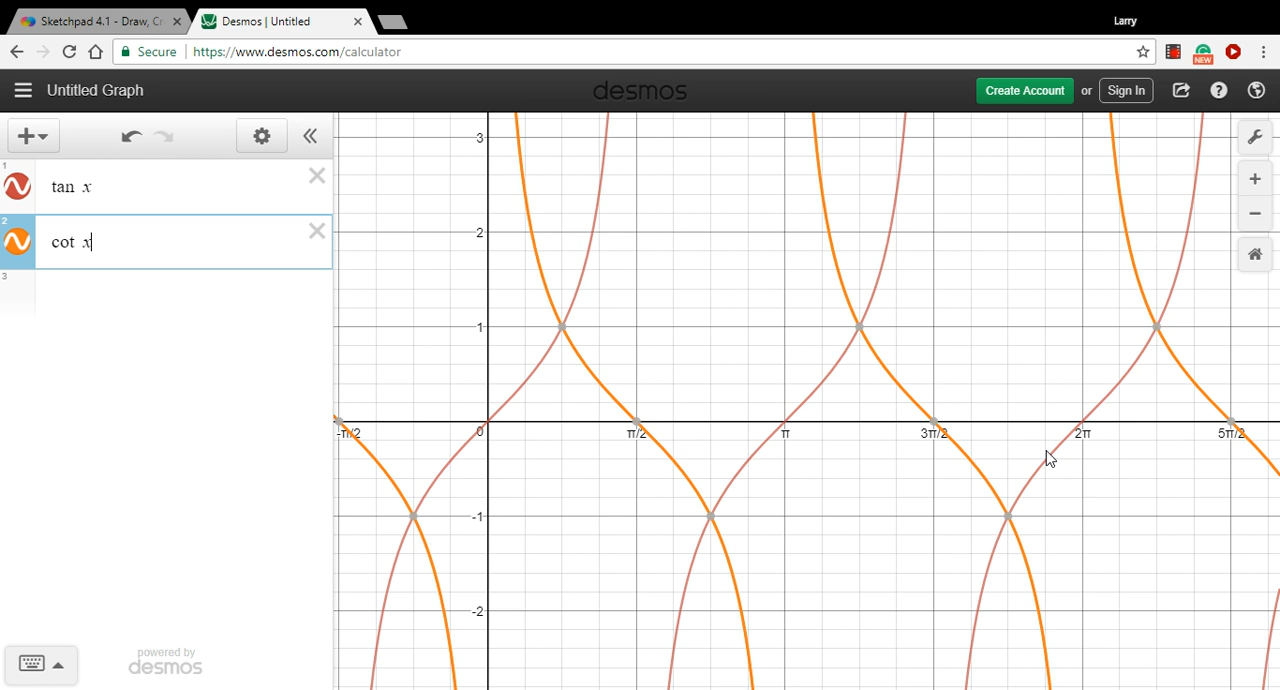 Sketchpad 4.1 - Draw, Cr
Desmos | Untitled
Larry
Secure
https://www.desmos.com/calculator
NEW
Untitled Graph
desmos
Create Account
or
Sign In
?
1
tan x
2
cot x
3
3
2
1
-π/2
0
π/2
π
3π/2
2π
5π/2
-1
-2
powered by
desmos